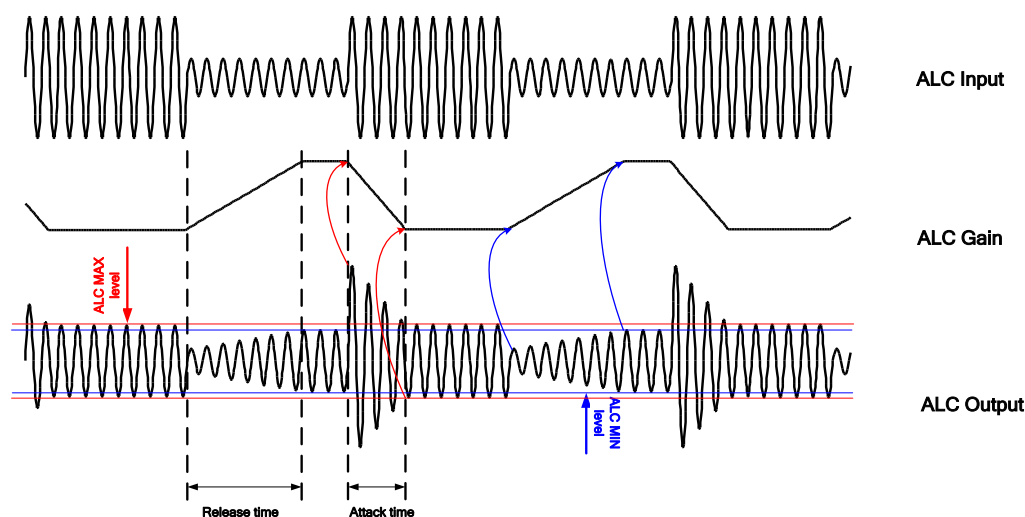 ALC Input
ALC Gain
ALC MAX
level
ALC MIN
level
ALC Output
Release time
Attack time